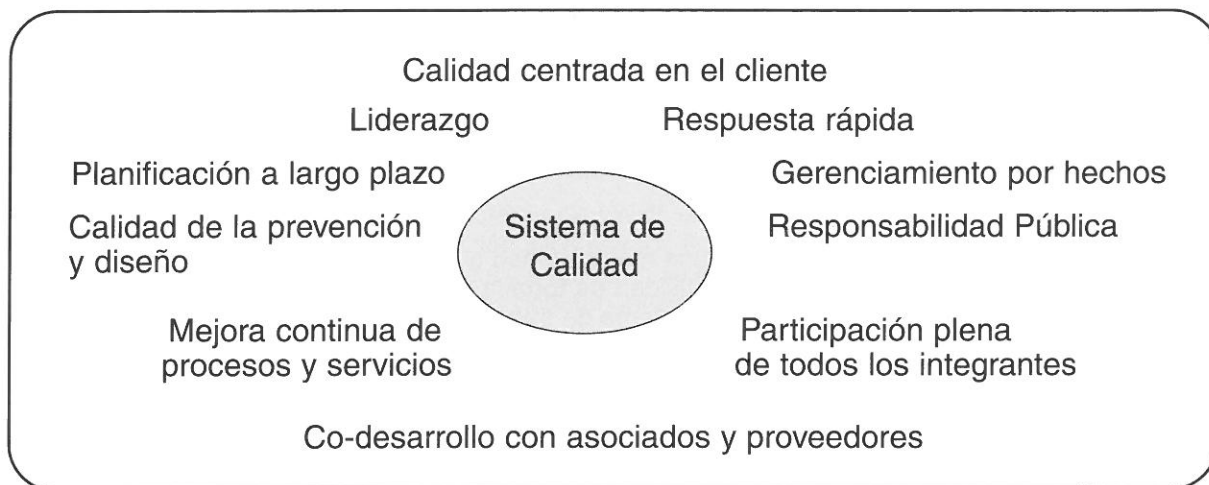 Calidad centrada en el cliente
Liderazgo
Respuesta rápida
Planificación a largo plazo
Gerenciamiento por hechos
Calidad de la prevención
y diseño
Sistema de
Calidad
Responsabilidad Pública
Mejora continua de
procesos y servicios
Participación plena
de todos los integrantes
Co-desarrollo con asociados y proveedores